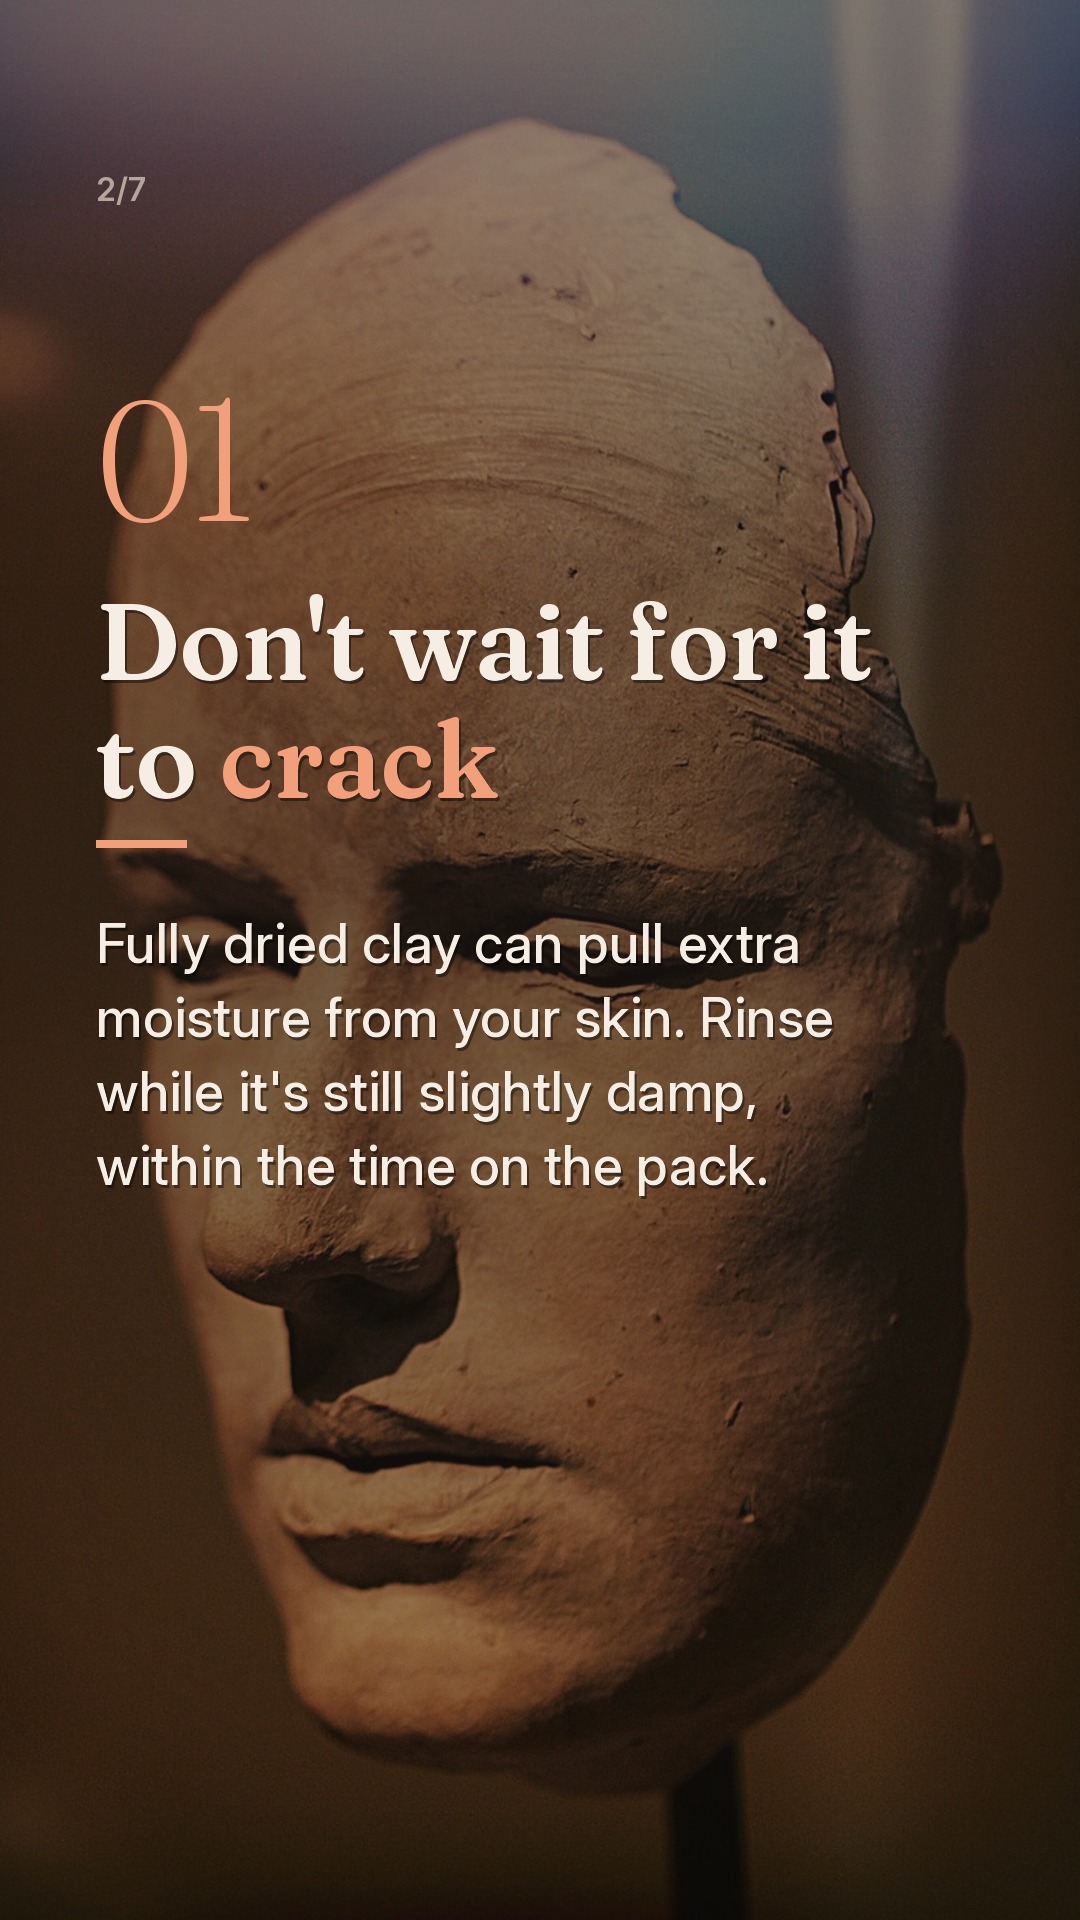 2/7
01
Don't wait for it
to crack
Fully dried clay can pull extra
moisture from your skin. Rinse
while it's still slightly damp,
within the time on the pack.